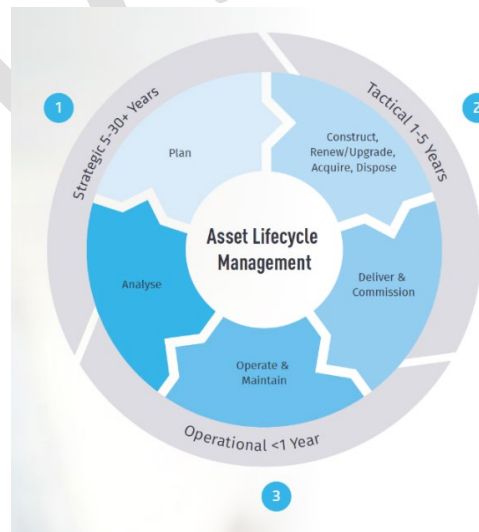 1
Strategic 5-30+ Years
Tactical 1-5 Years
2
Plan
Construct,
Renew/Upgrade,
Acquire, Dispose
Asset Lifecycle
Management
Analyse
Deliver &
Commission
Operate &
Maintain
Operational <1 Year
3